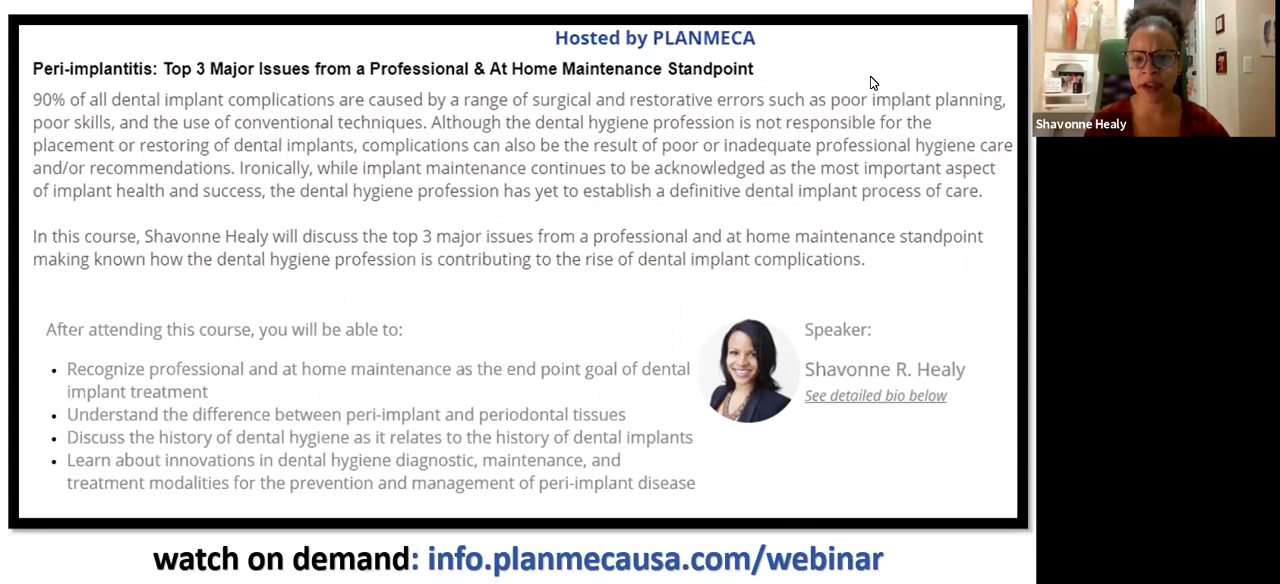 Hosted by PLANMECA
Peri-implantitis: Top 3 Major Issues from a Professional & At Home Maintenance Standpoint
90% of all dental implant complications are caused by a range of surgical and restorative errors such as poor implant planning,
poor skills, and the use of conventional techniques. Although the dental hygiene profession is not responsible for the
placement or restoring of dental implants, complications can also be the result of poor or inadequate professional hygiene care
and/or recommendations. Ironically, while implant maintenance continues to be acknowledged as the most important aspect
of implant health and success, the dental hygiene profession has yet to establish a definitive dental implant process of care.
In this course, Shavonne Healy will discuss the top 3 major issues from a professional and at home maintenance standpoint
making known how the dental hygiene profession is contributing to the rise of dental implant complications.
After attending this course, you will be able to:
• Recognize professional and at home maintenance as the end point goal of dental
implant treatment
• Understand the difference between peri-implant and periodontal tissues
• Discuss the history of dental hygiene as it relates to the history of dental implants
• Learn about innovations in dental hygiene diagnostic, maintenance, and
treatment modalities for the prevention and management of peri-implant disease
Speaker:
Shavonne R. Healy
See detailed bio below
watch on demand: info.planmecausa.com/webinar
Shavonne Healy